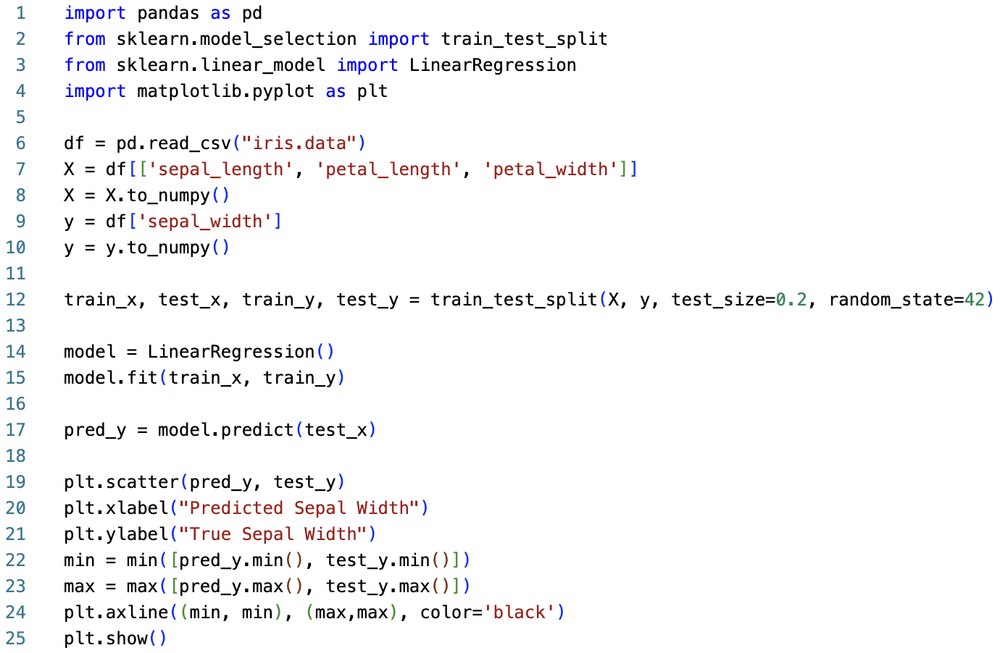 1 import pandas as pd
2 from sklearn.model_selection import train_test_split
3 from sklearn.linear_model import LinearRegression
4 import matplotlib.pyplot as plt
5
6 df = pd.read_csv("iris.data")
7 X = df[['sepal_length', 'petal_length', 'petal_width']]
8 X = X.to_numpy()
9 y = df['sepal_width']
10 y = y.to_numpy()
11
12 train_x, test_x, train_y, test_y = train_test_split(X, y, test_size=0.2, random_state=42)
13
14 model = LinearRegression()
15 model.fit(train_x, train_y)
16
17 pred_y = model.predict(test_x)
18
19 plt.scatter(pred_y, test_y)
20 plt.xlabel("Predicted Sepal Width")
21 plt.ylabel("True Sepal Width")
22 min = min([pred_y.min(), test_y.min()])
23 max = max([pred_y.max(), test_y.max()])
24 plt.axline((min, min), (max,max), color='black')
25 plt.show()